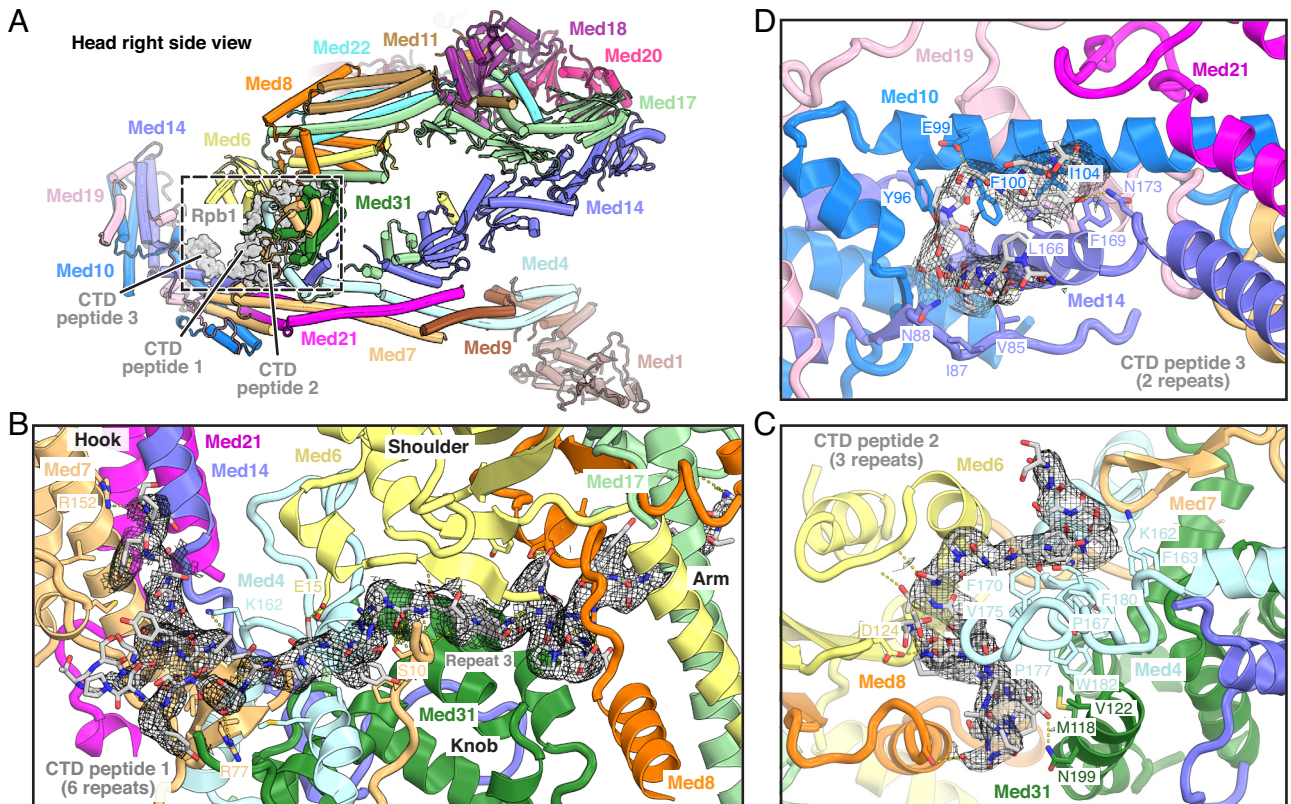 A
Head right side view
Med22
Med11
Med18
Med20
Med8
Med17
Med14
Med6
Med19
Rpb1
Med31
Med14
Med10
Med4
CTD
peptide 3
CTD
peptide 1
CTD
peptide 2
Med21
Med7
Med9
Med1
D
Med19
Med21
Med10
E99
F100
I104
N173
Y96
L166
F169
Med14
N88
V85
I87
CTD peptide 3
(2 repeats)
B
Hook
Med21
Med14
Med7
R152
Shoulder
Med6
Med17
Arm
Med4
K162
E15
S10
Repeat 3
Med31
Knob
R77
Med8
CTD peptide 1
(6 repeats)
C
CTD peptide 2
(3 repeats)
Med6
Med7
K162
F163
F170
F180
V175
P167
D124
P177
W182
Med4
Med8
V122
M118
N199
Med31